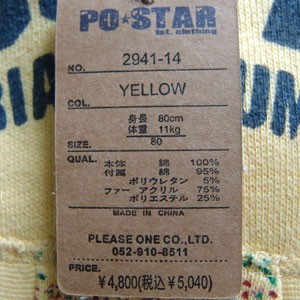 PO★STAR
int. clothing
NO. 2941-14
COL. YELLOW
身長 80cm
体重 11kg
SIZE. 80
QUAL. 本体 綿 100%
付属 綿 95%
ポリウレタン 5%
ファー アクリル 75%
ポリエステル 25%
MADE IN CHINA
PLEASE ONE CO.,LTD.
052-910-8511
PRICE.
¥4,800(税込¥5,040)